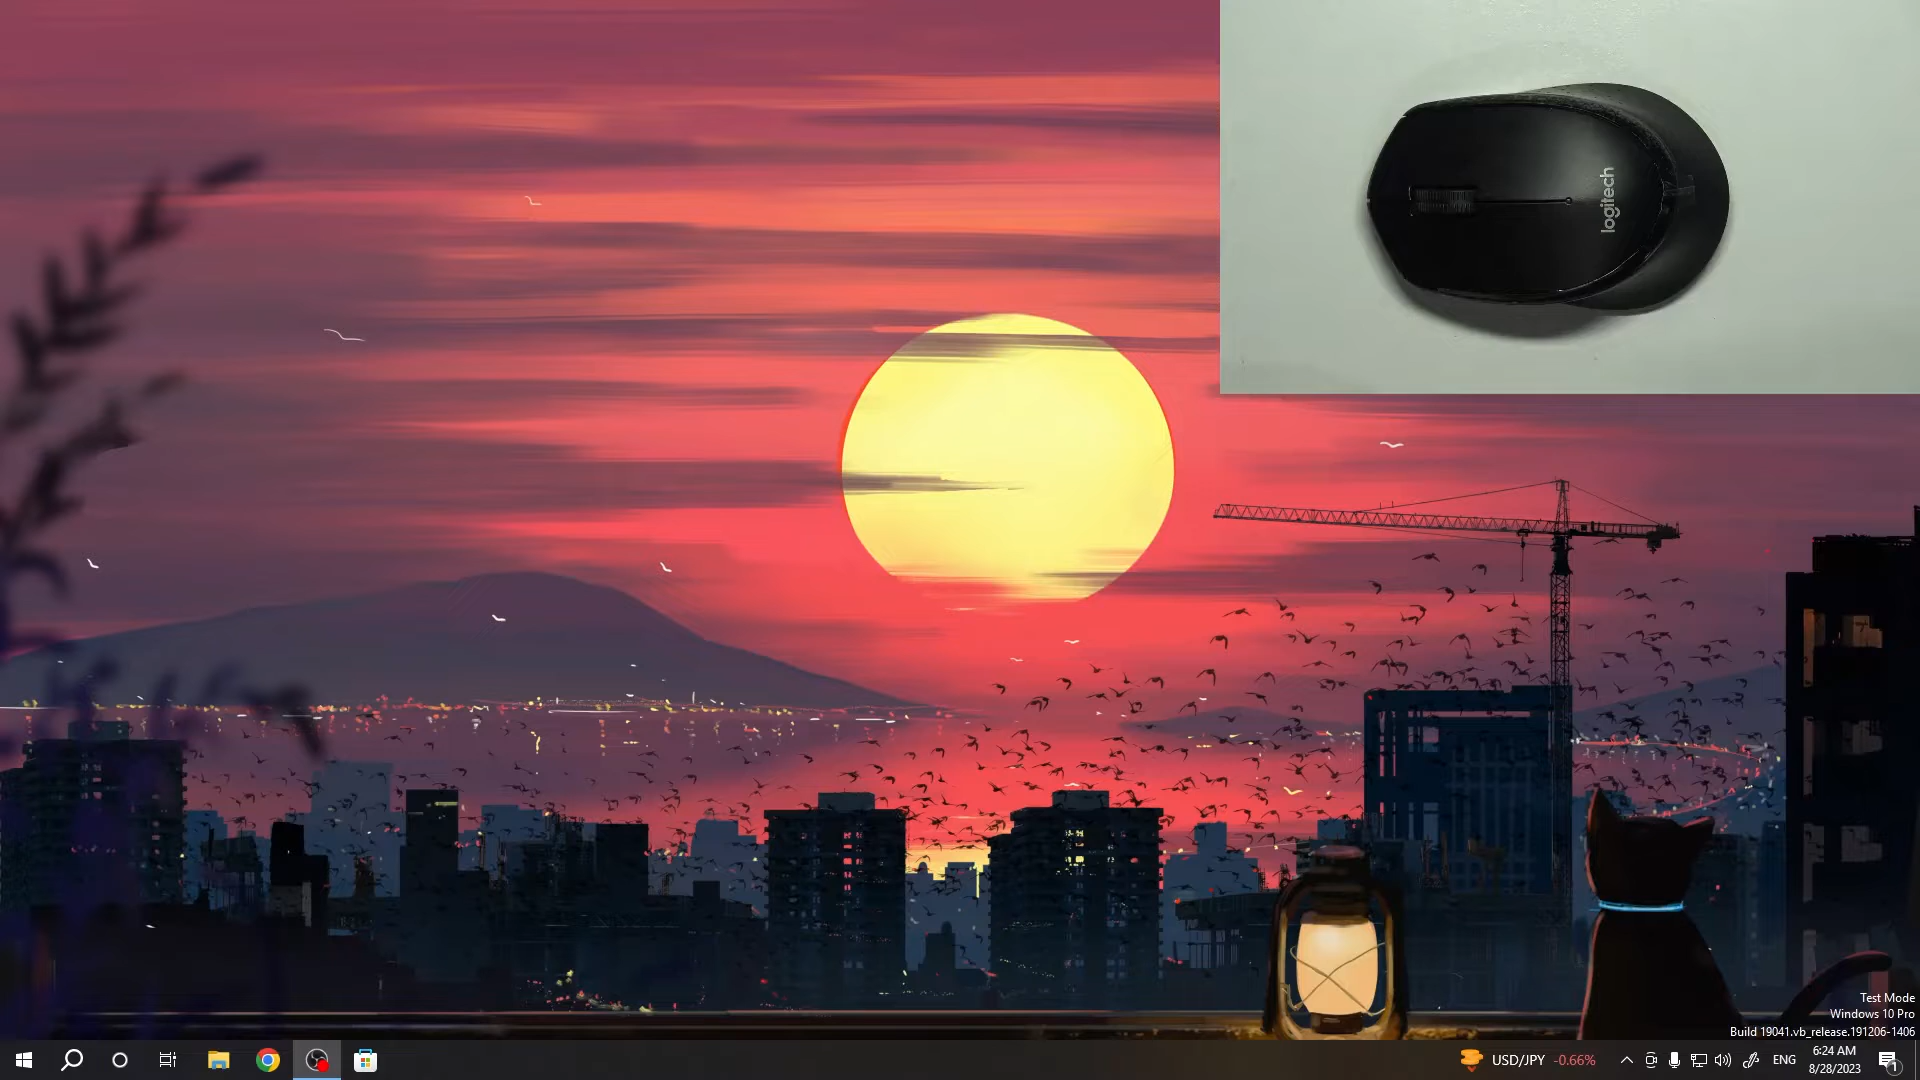 logitech
Test Mode
Windows 10 Pro
Build 19041.vb_release.191206-1406
USD/JPY -0.66%
ENG
6:24 AM
8/28/2023
1